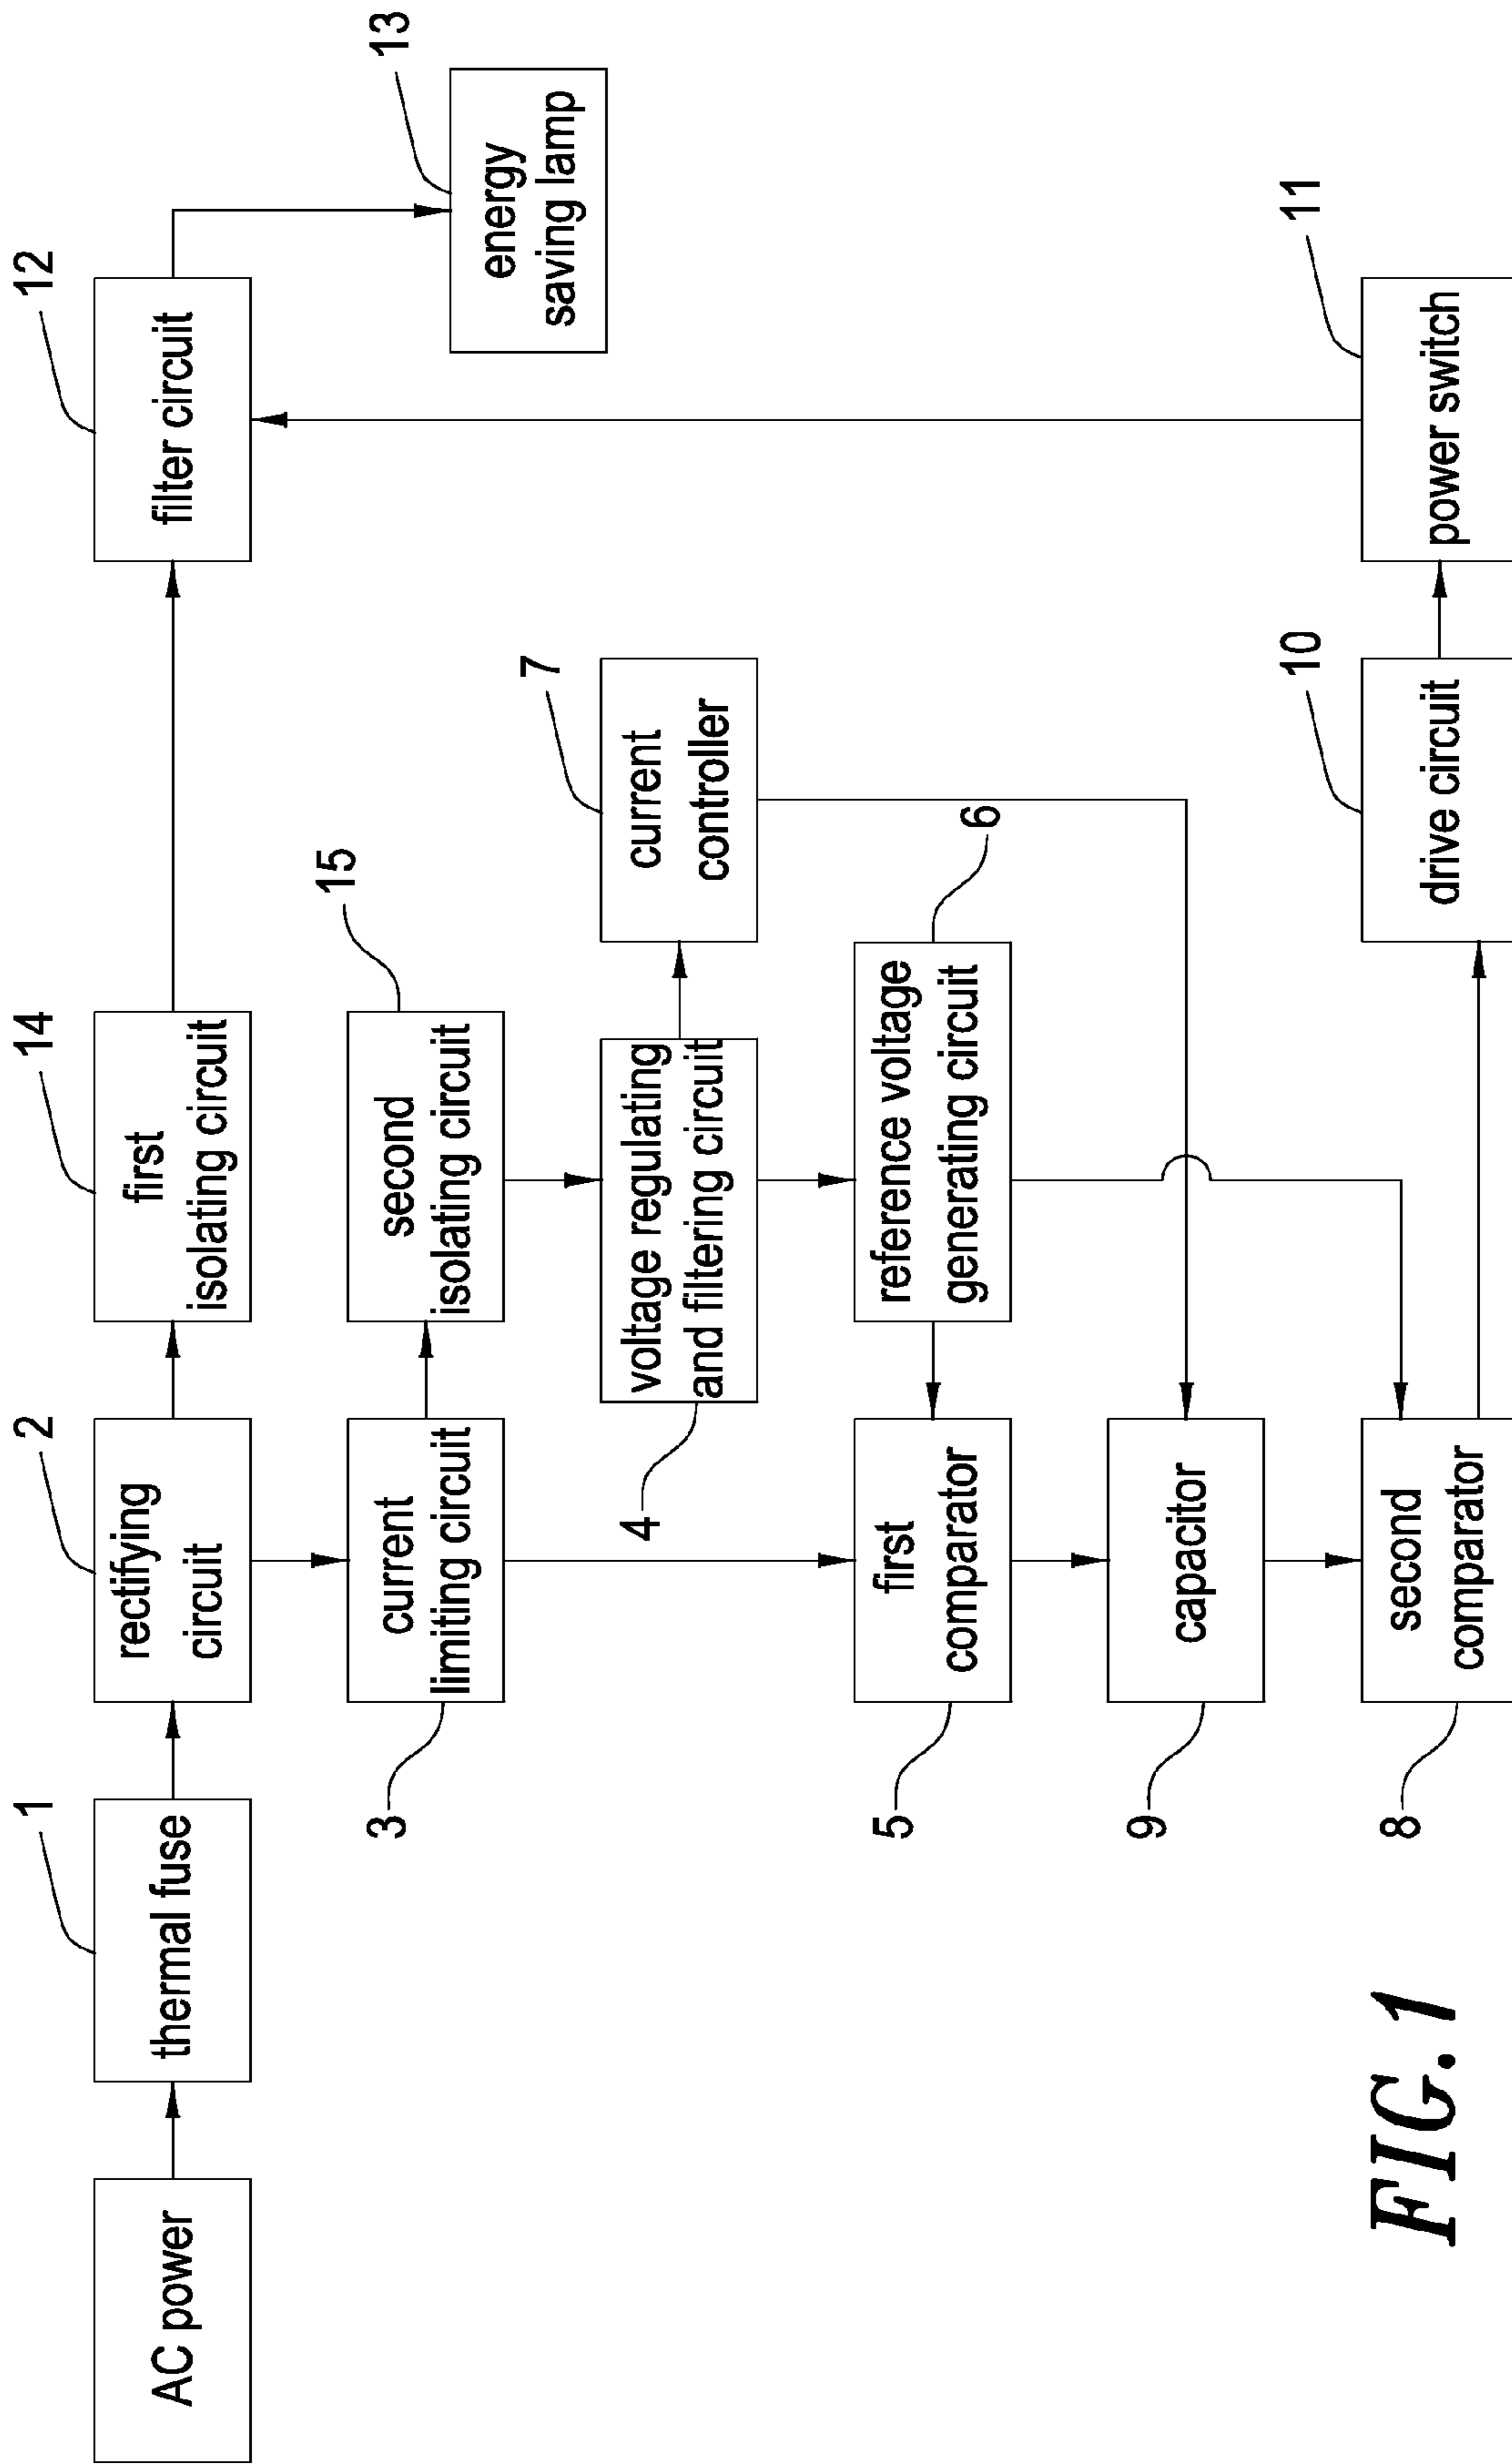 AC power
1
thermal fuse
2
rectifying
circuit
14
first
isolating circuit
12
filter circuit
13
energy
saving lamp
3
current
limiting circuit
15
second
isolating circuit
4
voltage regulating
and filtering circuit
7
current
controller
5
first
comparator
6
reference voltage
generating circuit
9
capacitor
8
second
comparator
10
drive circuit
11
power switch
FIG.1